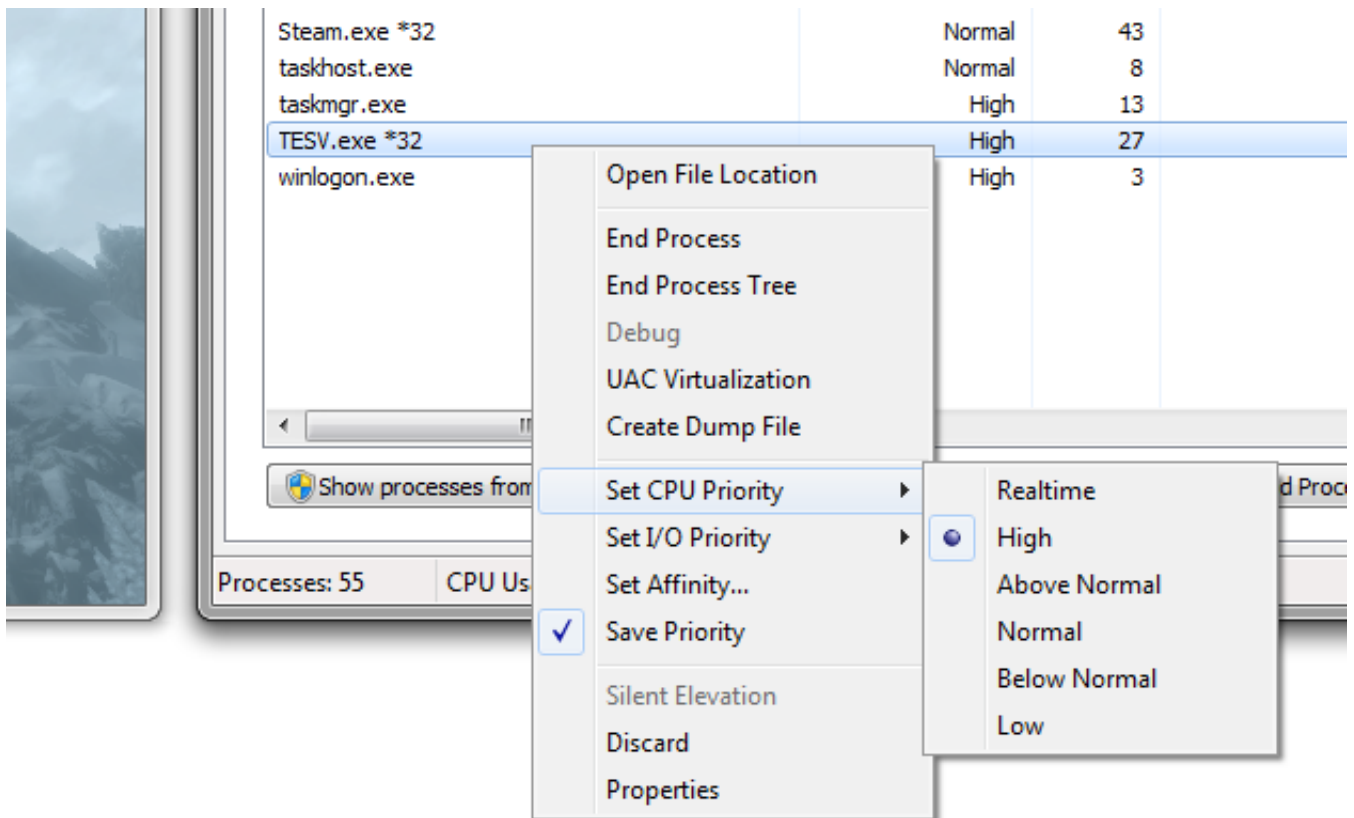 Steam.exe *32 Normal 43
taskhost.exe Normal 8
taskmgr.exe High 13
TESV.exe *32 High 27
winlogon.exe High 3
Open File Location
End Process
End Process Tree
Debug
UAC Virtualization
Create Dump File
Show processes from
Set CPU Priority
Set I/O Priority
Set Affinity...
Save Priority
Silent Elevation
Discard
Properties
Realtime
High
Above Normal
Normal
Below Normal
Low
d Proc
Processes: 55 CPU Us